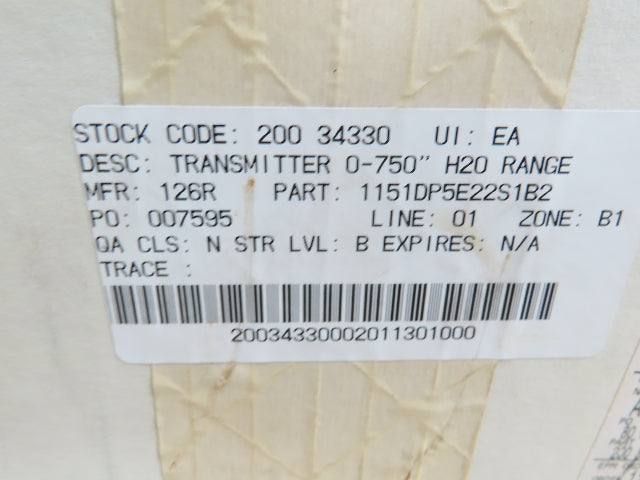 STOCK CODE: 200 34330 UI: EA
DESC: TRANSMITTER 0-750" H20 RANGE
MFR: 126R PART: 1151DP5E22S1B2
PO: 007595 LINE: 01 ZONE: B1
QA CLS: N STR LVL: B EXPIRES: N/A
TRACE :
20034330002011301000